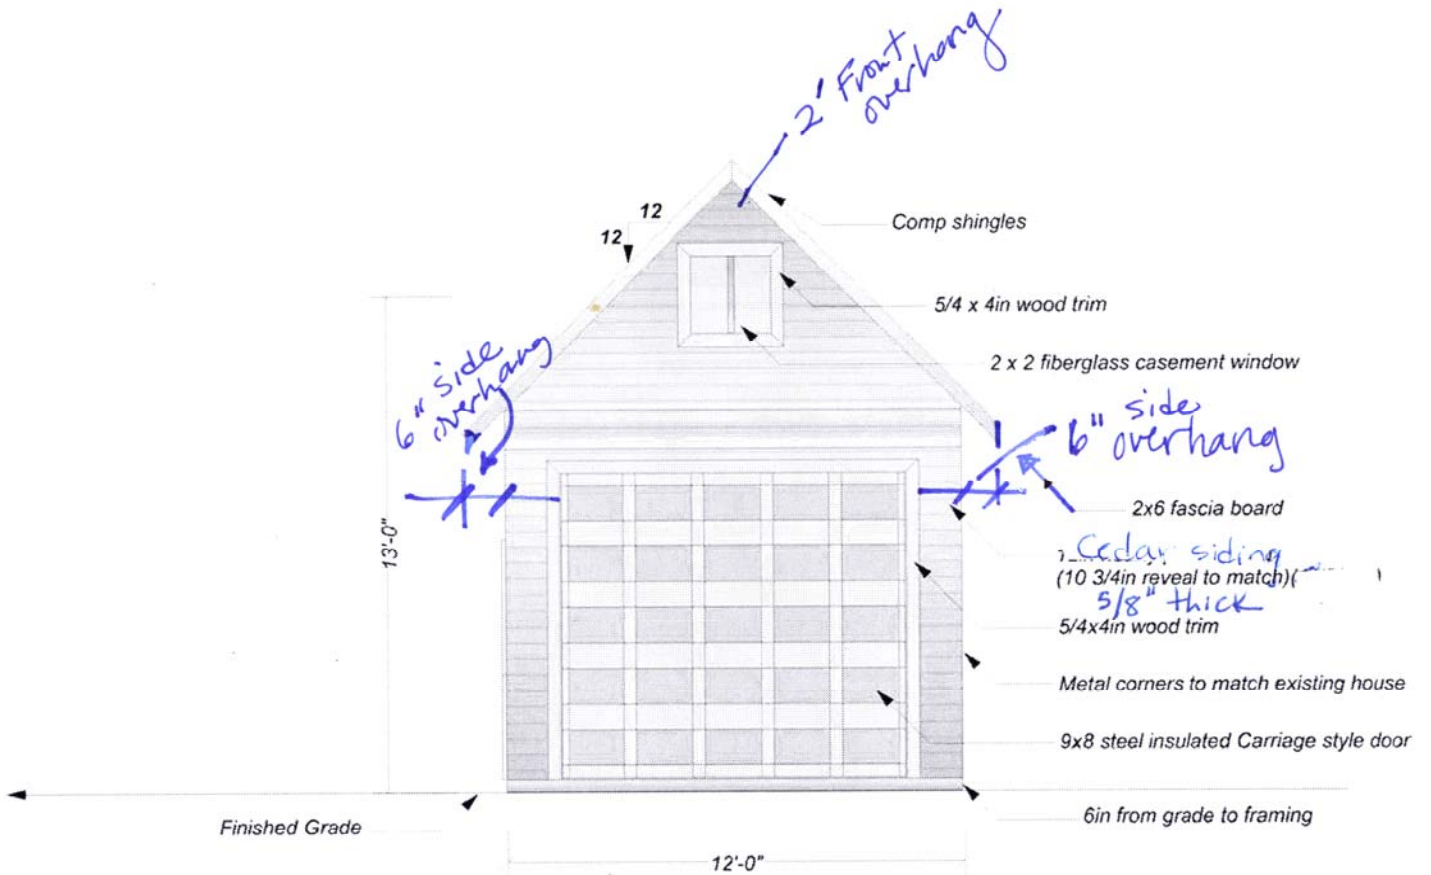 2' Front
overhang
12
12
Comp shingles
5/4 x 4in wood trim
2 x 2 fiberglass casement window
6" side
overhang
6" side
overhang
2x6 fascia board
13'-0"
Cedar siding
(10 3/4in reveal to match)(
5/8" thick
5/4x4in wood trim
Metal corners to match existing house
9x8 steel insulated Carriage style door
6in from grade to framing
Finished Grade
12'-0"